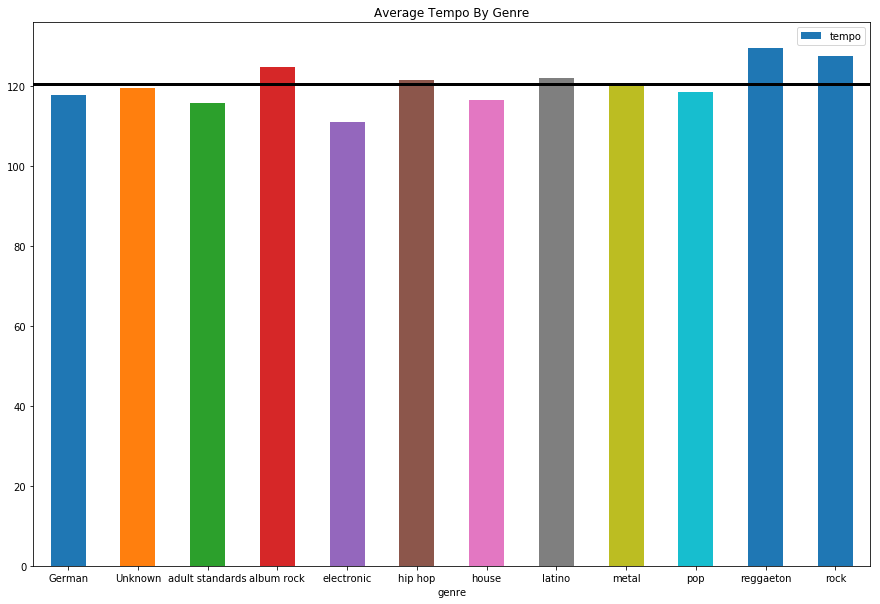 Average Tempo By Genre
tempo
120
100
80
60
40
20
0
German Unknown adult standards album rock electronic hip hop house latino metal pop reggaeton rock
genre